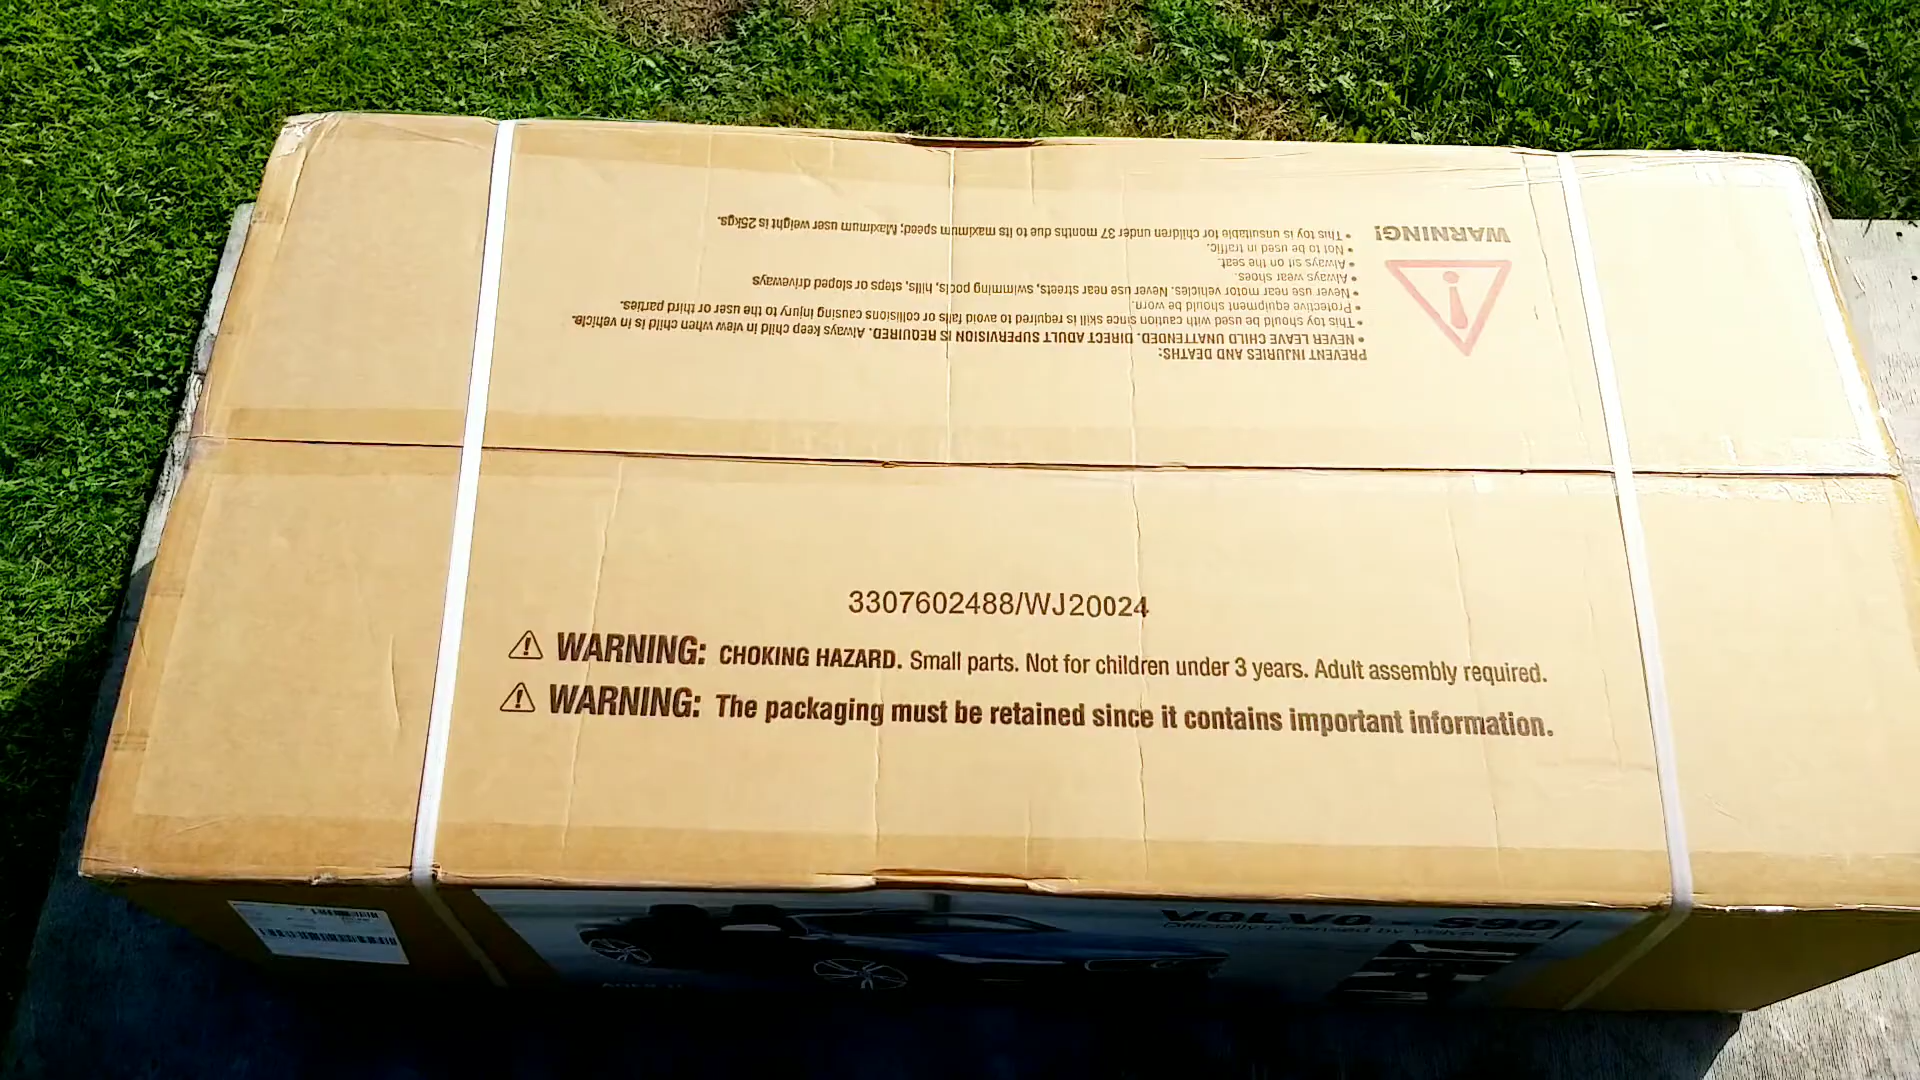 WARNING!
PREVENT INJURIES AND DEATHS:
• NEVER LEAVE CHILD UNATTENDED. DIRECT ADULT SUPERVISION IS REQUIRED. Always keep child in view when child is in vehicle.
• This toy should be used with caution since skill is required to avoid falls or collisions causing injury to the user or third parties.
• Protective equipment should be worn.
• Never use near motor vehicles. Never use near streets, swimming pools, hills, steps or sloped driveways
• Always wear shoes.
• Always sit on the seat.
• Not to be used in traffic.
• This toy is unsuitable for children under 37 months due to its maximum speed; Maximum user weight is 25kgs.
3307602488/WJ20024
WARNING: CHOKING HAZARD. Small parts. Not for children under 3 years. Adult assembly required.
WARNING: The packaging must be retained since it contains important information.
VOLVO S90
Officially Licensed by Volvo Cars